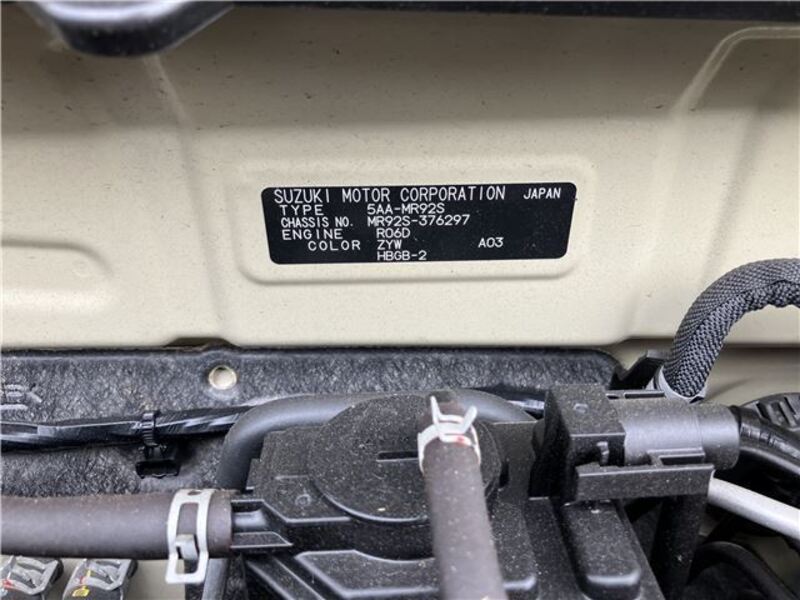 SUZUKI MOTOR CORPORATION JAPAN
TYPE 5AA-MR92S
CHASSIS NO. MR92S-376297
ENGINE R06D
COLOR ZYW A03
HBGB-2